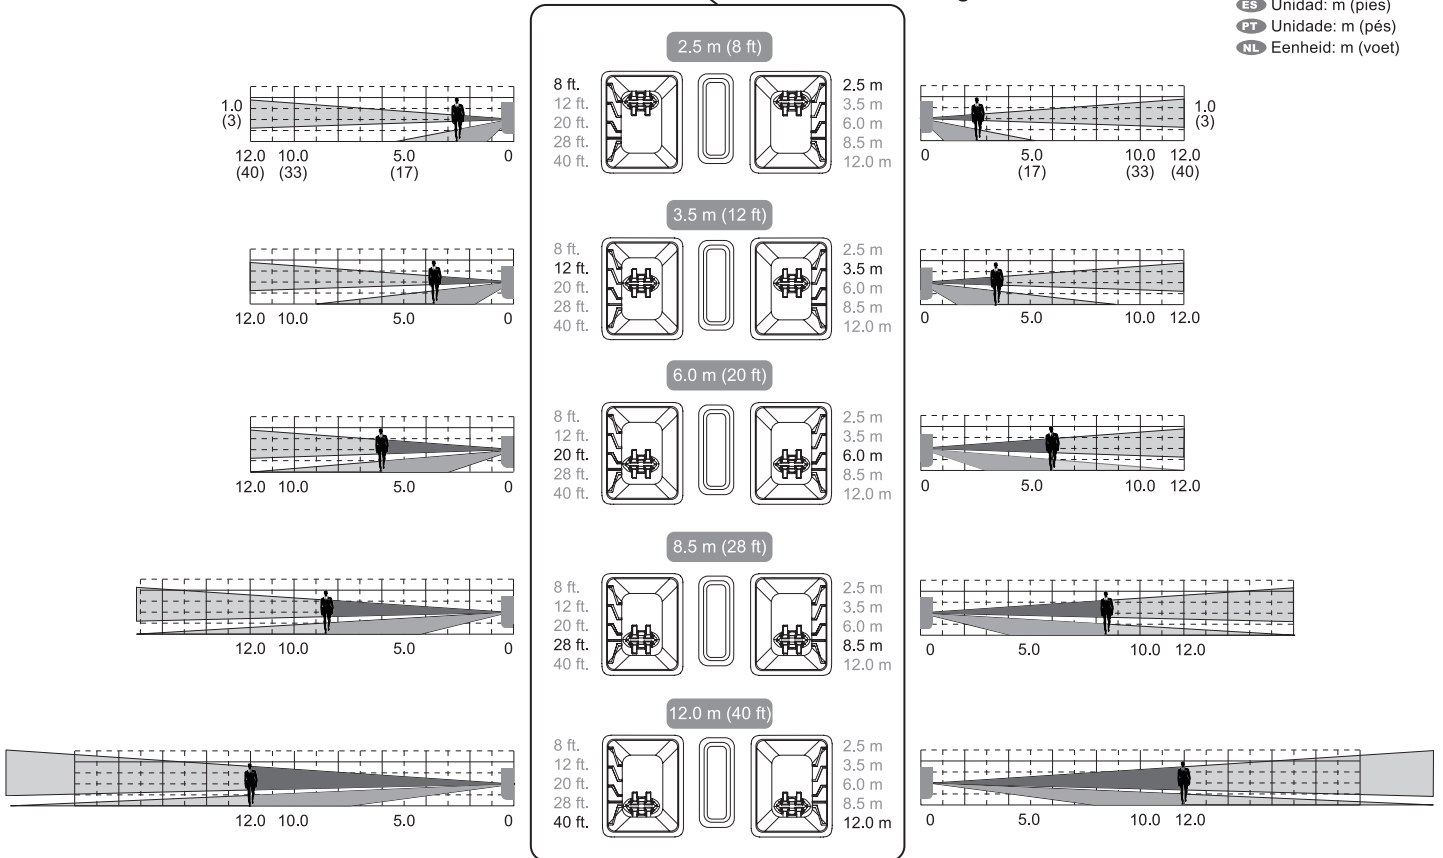 ES Unidad: m (pies)
PT Unidade: m (pés)
NL Eenheid: m (voet)
2.5 m (8 ft)
8 ft.
12 ft.
20 ft.
28 ft.
40 ft.
2.5 m
3.5 m
6.0 m
8.5 m
12.0 m
1.0
(3)
12.0 10.0 5.0 0
(40) (33) (17)
1.0
(3)
0 5.0 10.0 12.0
(17) (33) (40)
3.5 m (12 ft)
8 ft.
12 ft.
20 ft.
28 ft.
40 ft.
2.5 m
3.5 m
6.0 m
8.5 m
12.0 m
12.0 10.0 5.0 0
0 5.0 10.0 12.0
6.0 m (20 ft)
8 ft.
12 ft.
20 ft.
28 ft.
40 ft.
2.5 m
3.5 m
6.0 m
8.5 m
12.0 m
12.0 10.0 5.0 0
0 5.0 10.0 12.0
8.5 m (28 ft)
8 ft.
12 ft.
20 ft.
28 ft.
40 ft.
2.5 m
3.5 m
6.0 m
8.5 m
12.0 m
12.0 10.0 5.0 0
0 5.0 10.0 12.0
12.0 m (40 ft)
8 ft.
12 ft.
20 ft.
28 ft.
40 ft.
2.5 m
3.5 m
6.0 m
8.5 m
12.0 m
12.0 10.0 5.0 0
0 5.0 10.0 12.0